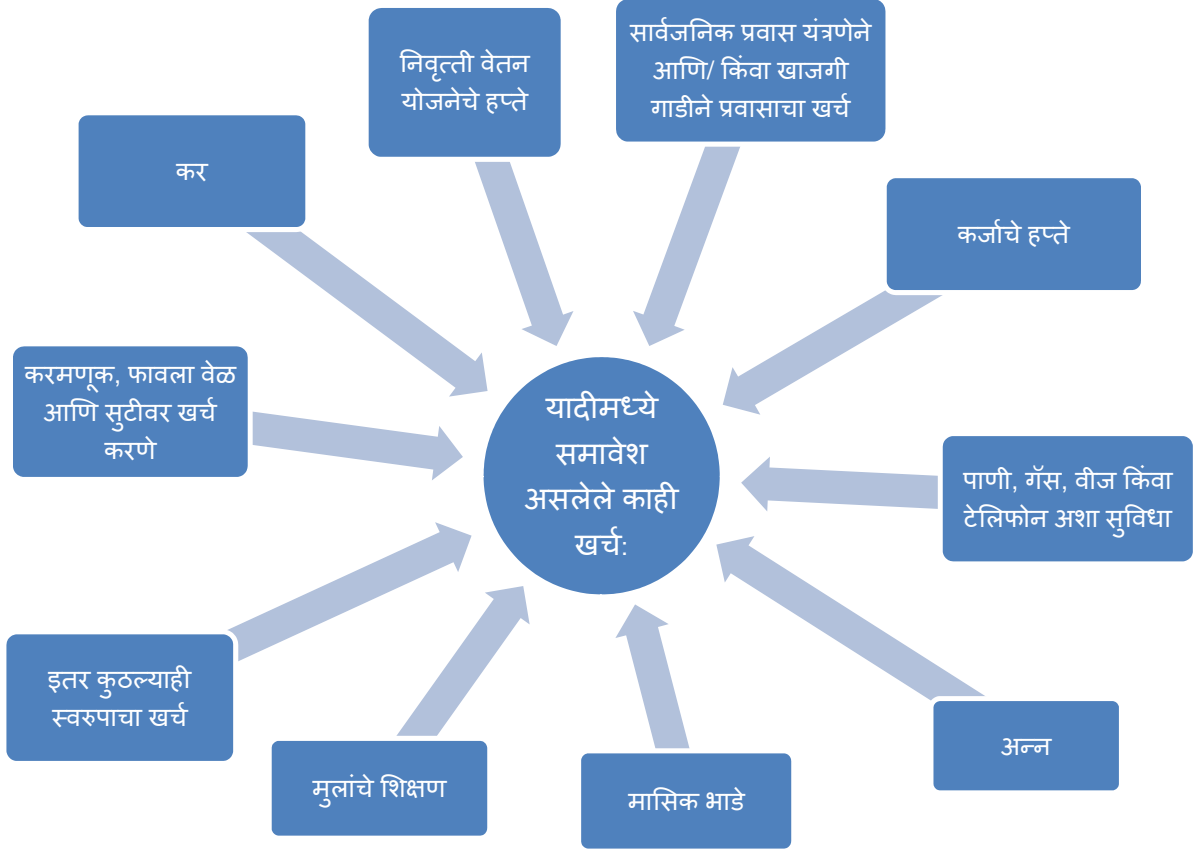 सार्वजनिक प्रवास यंत्रणेने
आणि/ किंवा खाजगी
गाडीने प्रवासाचा खर्च
निवृत्ती वेतन
योजनेचे हप्ते
कर
कर्जाचे हप्ते
करमणूक, फावला वेळ
आणि सुटीवर खर्च
करणे
यादीमध्ये
समावेश
असलेले काही
खर्च:
पाणी, गॅस, वीज किंवा
टेलिफोन अशा सुविधा
इतर कुठल्याही
स्वरुपाचा खर्च
अन्न
मुलांचे शिक्षण
मासिक भाडे